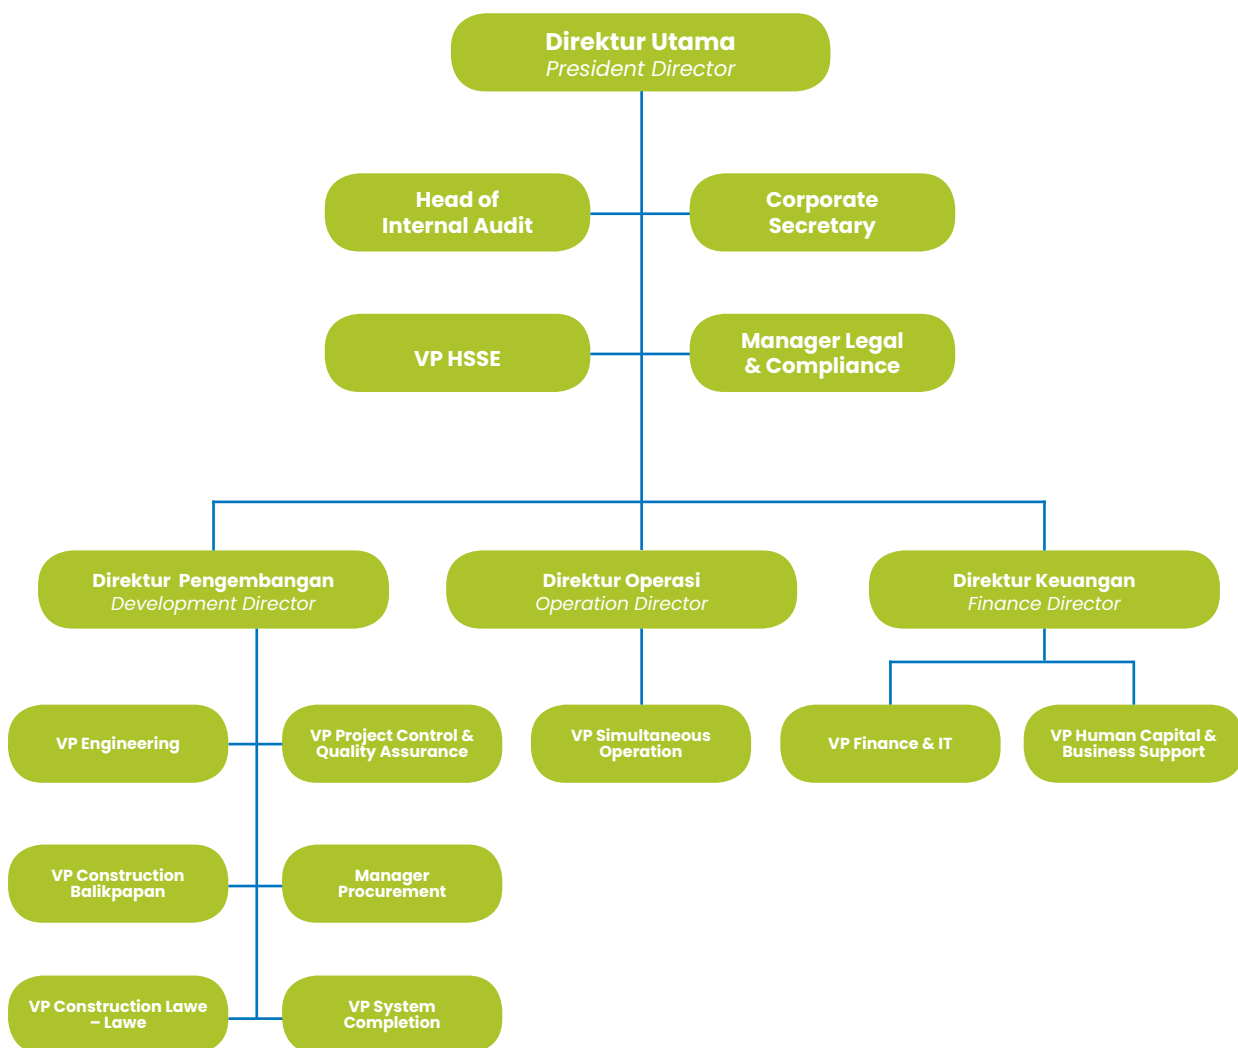 Direktur Utama
President Director
Head of
Internal Audit
Corporate
Secretary
VP HSSE
Manager Legal
& Compliance
Direktur Pengembangan
Development Director
Direktur Operasi
Operation Director
Direktur Keuangan
Finance Director
VP Engineering
VP Project Control &
Quality Assurance
VP Simultaneous
Operation
VP Finance & IT
VP Human Capital &
Business Support
VP Construction
Balikpapan
Manager
Procurement
VP Construction Lawe
– Lawe
VP System
Completion